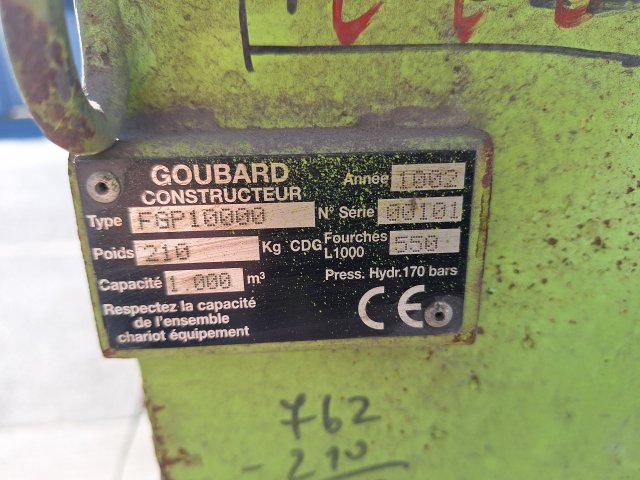 GOUBARD
CONSTRUCTEUR
Année 1002
Type FGP10000 N° Série 00101
Poids 210 Kg CDG Fourches L1000 550
Capacité 1 000 m³ Press. Hydr. 170 bars
Respectez la capacité
de l'ensemble
chariot équipement
CE
762
- 210